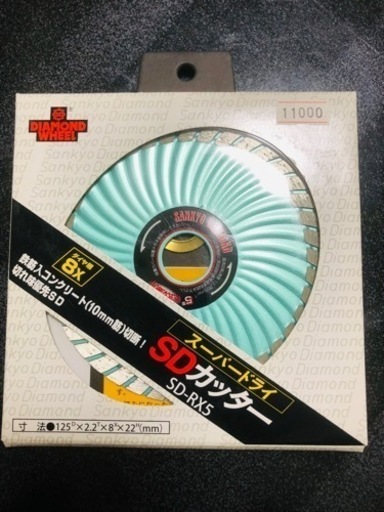 DIAMOND
WHEEL
Sankyo Diamond
11000
SANKYO
5"
ダイヤ層
8X
鉄筋入コンクリート(10mm筋)切断!
切れ味優先SD
スーパードライ
SDカッター
SD-RX5
寸 法●125ᴰ×2.2ᵀ×8ˣ×22ᴴ(mm)